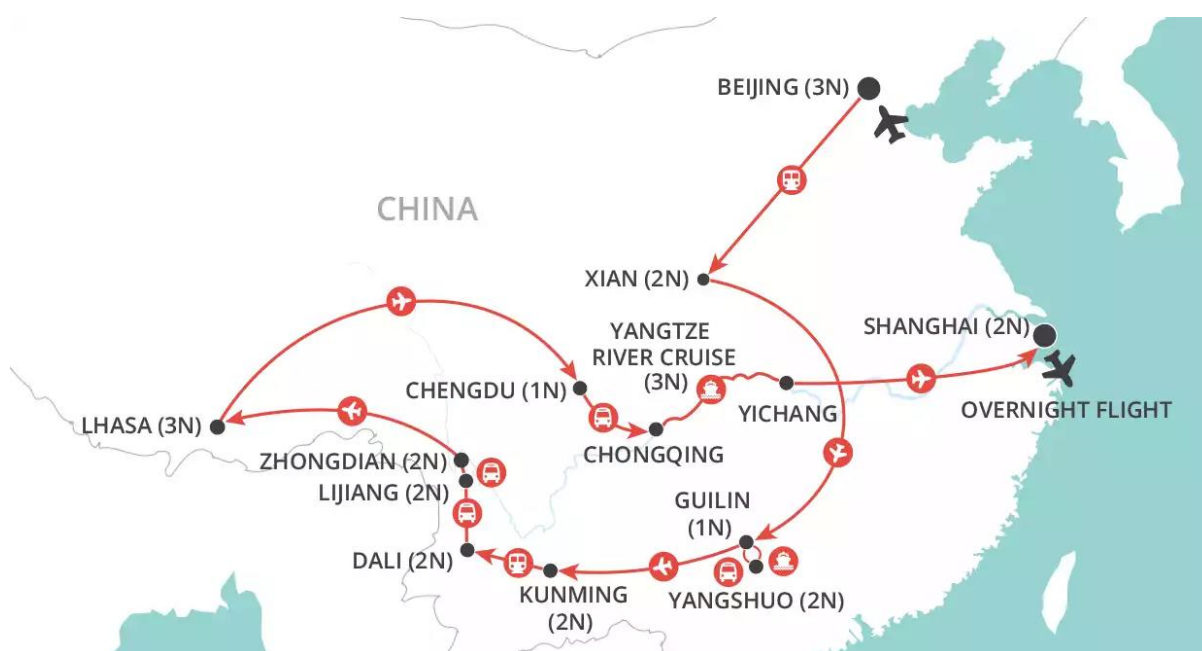 BEIJING (3N)
CHINA
XIAN (2N)
YANGTZE
RIVER CRUISE
(3N)
SHANGHAI (2N)
CHENGDU (1N)
YICHANG
OVERNIGHT FLIGHT
LHASA (3N)
CHONGQING
ZHONGDIAN (2N)
LIJIANG (2N)
GUILIN
(1N)
DALI (2N)
KUNMING
(2N)
YANGSHUO (2N)